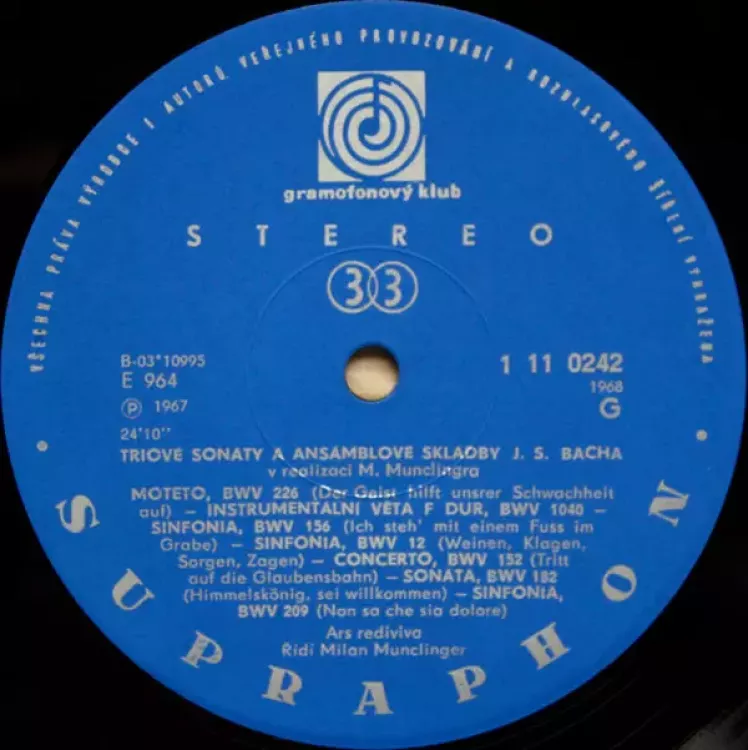 VŠECHNA PRÁVA VÝROBCE I AUTORŮ VEŘEJNÉHO PROVOZOVÁNÍ A ROZHLASOVÉHO ŠÍŘENÍ VYHRAŽENA
gramofonový klub
STEREO
33
B-03*10995
E 964
Ⓟ 1967
24'10''
1 11 0242
1968
G
TRIOVÉ SONATY A ANSÁMBLOVÉ SKLADBY J. S. BACHA
v realizaci M. Munclingra
MOTETO, BWV 226 (Der Geist hilft unsrer Schwachheit
auf) – INSTRUMENTÁLNÍ VĚTA F DUR, BWV 1040 –
SINFONIA, BWV 156 (Ich steh' mit einem Fuss im
Grabe) – SINFONIA, BWV 12 (Weinen, Klagen,
Sorgen, Zagen) – CONCERTO, BWV 152 (Tritt
auf die Glaubensbahn) – SONATA, BWV 182
(Himmelskönig, sei willkommen) – SINFONIA,
BWV 209 (Non sa che sia dolore)
Ars rediviva
Řídí Milan Munclinger
• SUPRAPHON •